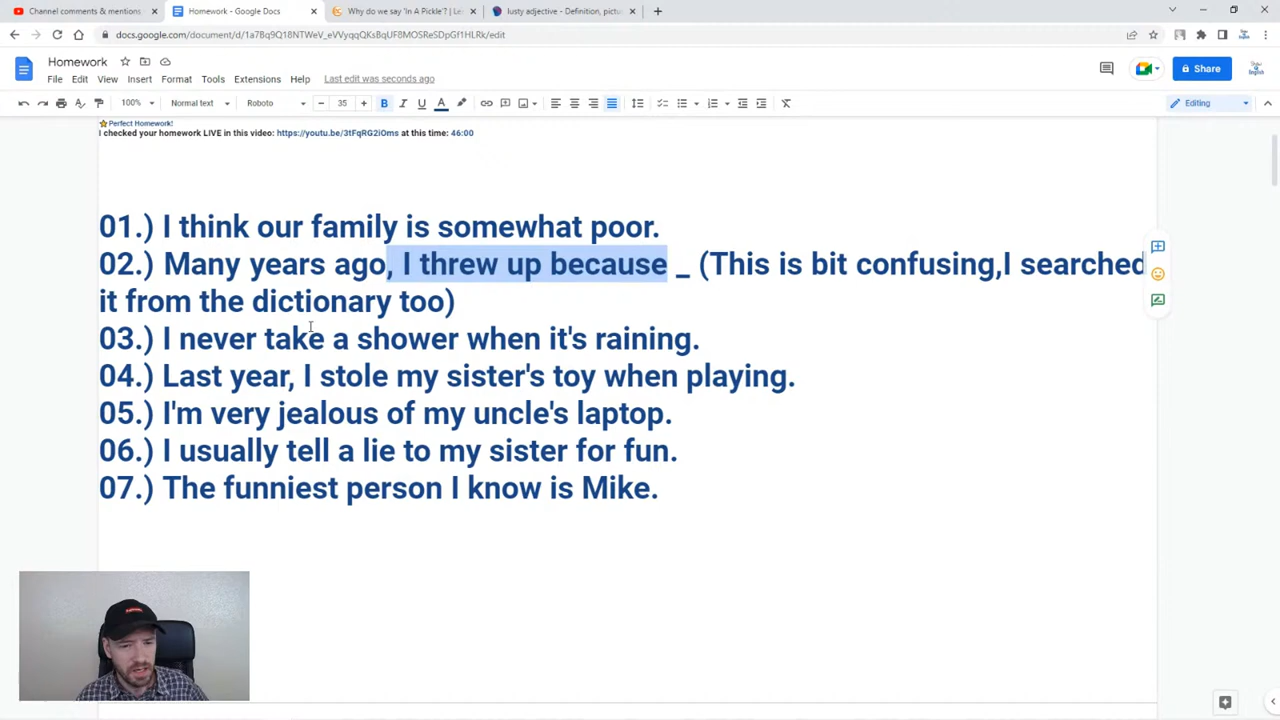 Channel comments & mentions
Homework - Google Docs
Why do we say 'In A Pickle'? | Le
lusty adjective - Definition, pictu
docs.google.com/document/d/1a7Bq9Q18NTWeV_eVVyqqQKsBqUF8MOSReSDpGf1HLRk/edit
Homework
File Edit View Insert Format Tools Extensions Help Last edit was seconds ago
Share
100% Normal text Roboto 35 B I U A Editing
Perfect Homework!
I checked your homework LIVE in this video: https://youtu.be/3tFqRG2iOms at this time: 46:00
01.) I think our family is somewhat poor.
02.) Many years ago, I threw up because _ (This is bit confusing,I searched
it from the dictionary too)
03.) I never take a shower when it's raining.
04.) Last year, I stole my sister's toy when playing.
05.) I'm very jealous of my uncle's laptop.
06.) I usually tell a lie to my sister for fun.
07.) The funniest person I know is Mike.